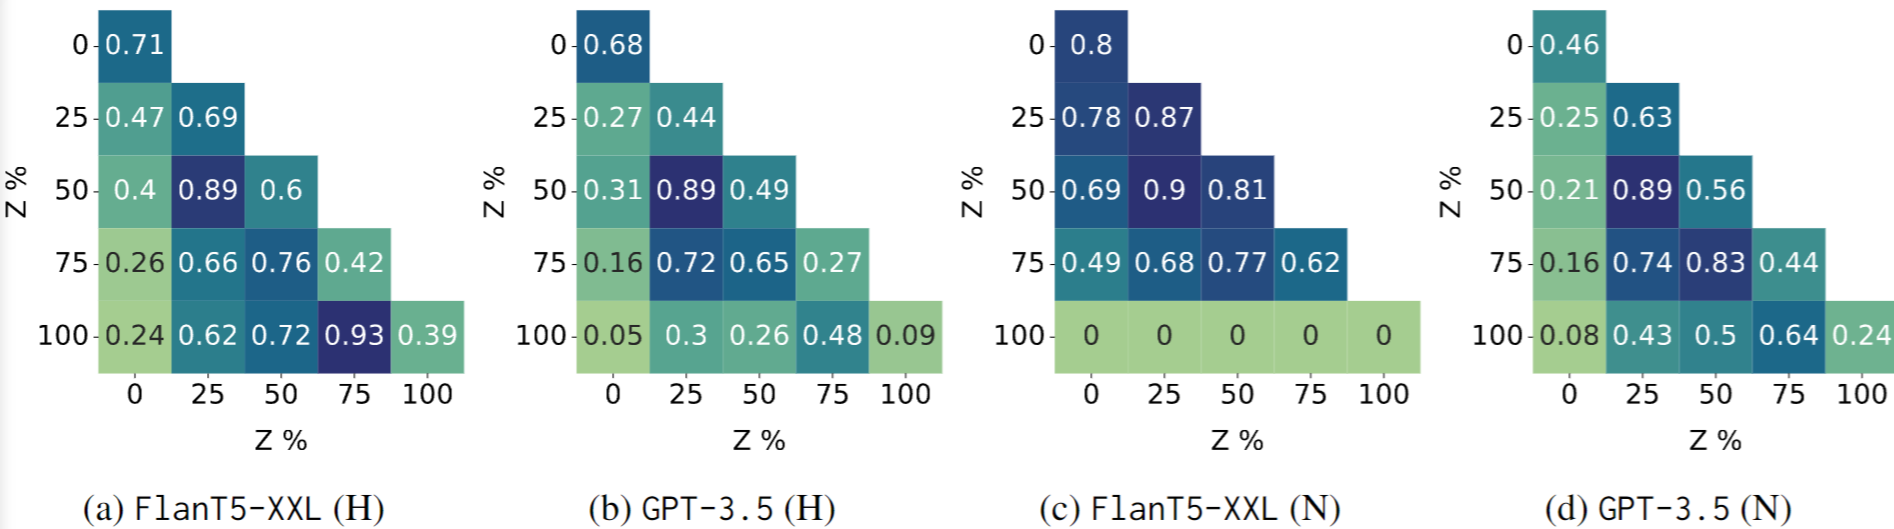 0 0.71 0 0.68 0 0.8 0 0.46
25 0.47 0.69 25 0.27 0.44 25 0.78 0.87 25 0.25 0.63
Z % 50 0.4 0.89 0.6 Z % 50 0.31 0.89 0.49 Z % 50 0.69 0.9 0.81 Z % 50 0.21 0.89 0.56
75 0.26 0.66 0.76 0.42 75 0.16 0.72 0.65 0.27 75 0.49 0.68 0.77 0.62 75 0.16 0.74 0.83 0.44
100 0.24 0.62 0.72 0.93 0.39 100 0.05 0.3 0.26 0.48 0.09 100 0 0 0 0 0 100 0.08 0.43 0.5 0.64 0.24
0 25 50 75 100 0 25 50 75 100 0 25 50 75 100 0 25 50 75 100
Z % Z % Z % Z %
(a) FlanT5-XXL (H) (b) GPT-3.5 (H) (c) FlanT5-XXL (N) (d) GPT-3.5 (N)